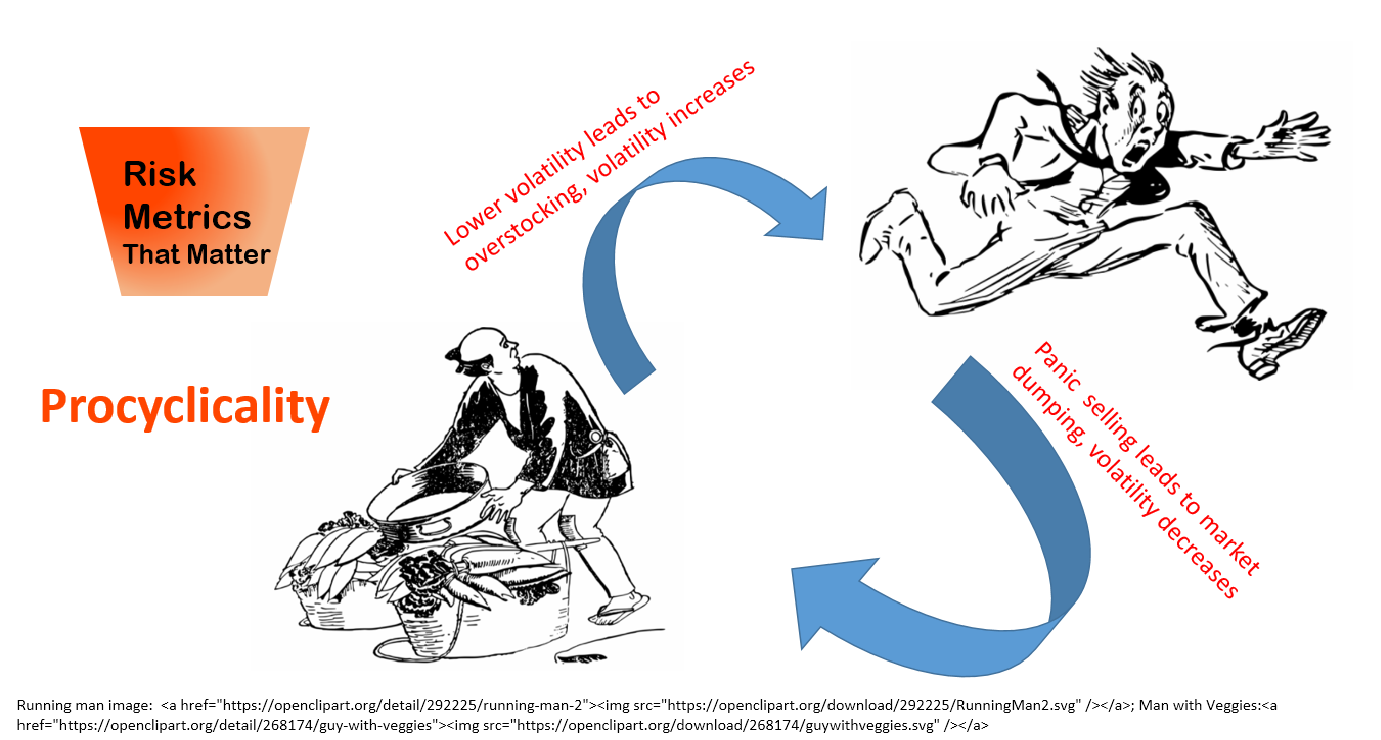 Risk
Metrics
That Matter
Procyclicality
Lower volatility leads to
overstocking, volatility increases
Panic selling leads to market
dumping, volatility decreases
Running man image: <a href="https://openclipart.org/detail/292225/running-man-2"><img src="https://openclipart.org/download/292225/RunningMan2.svg" /></a>; Man with Veggies:<a
href="https://openclipart.org/detail/268174/guy-with-veggies"><img src="https://openclipart.org/download/268174/guywithveggies.svg" /></a>